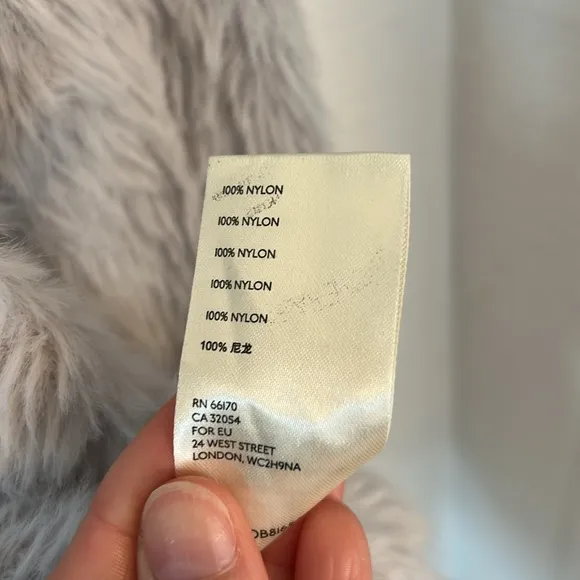 100% NYLON
100% NYLON
100% NYLON
100% NYLON
100% NYLON
100% 尼龙
RN 66170
CA 32054
FOR EU
24 WEST STREET
LONDON, WC2H9NA